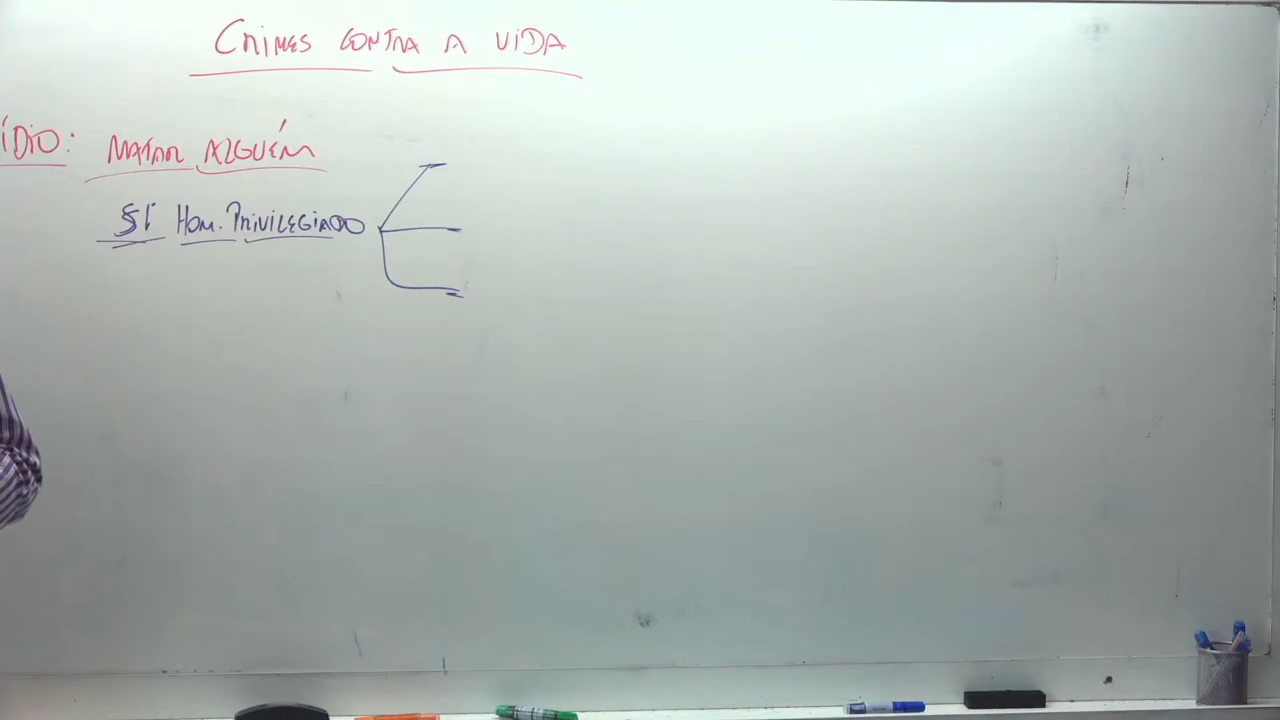 CRIMES CONTRA A VIDA
ÍDIO: MATAR ALGUÉM
§1º HOM. PRIVILEGIADO